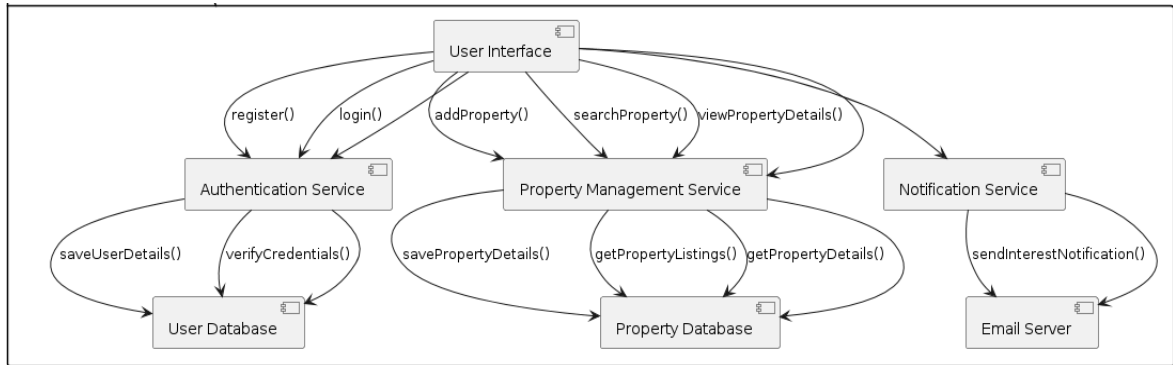 User Interface
register()
login()
addProperty()
searchProperty()
viewPropertyDetails()
Authentication Service
Property Management Service
Notification Service
saveUserDetails()
verifyCredentials()
savePropertyDetails()
getPropertyListings()
getPropertyDetails()
sendInterestNotification()
User Database
Property Database
Email Server